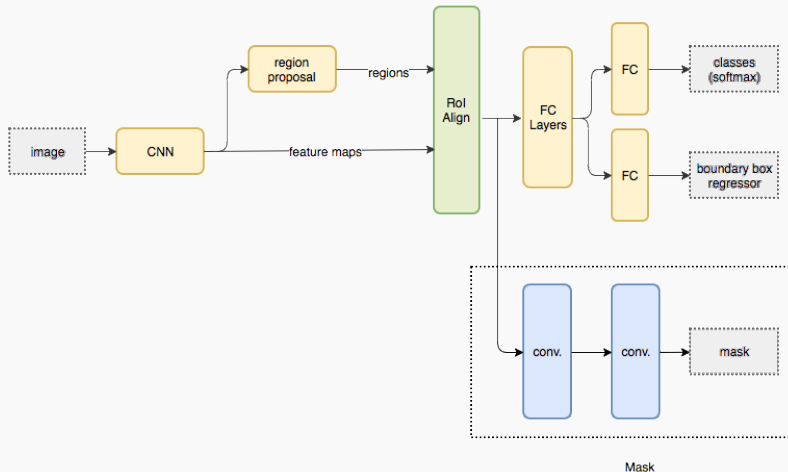 region
proposal
regions
RoI
Align
FC
Layers
FC
classes
(softmax)
image
CNN
feature maps
FC
boundary box
regressor
conv.
conv.
mask
Mask